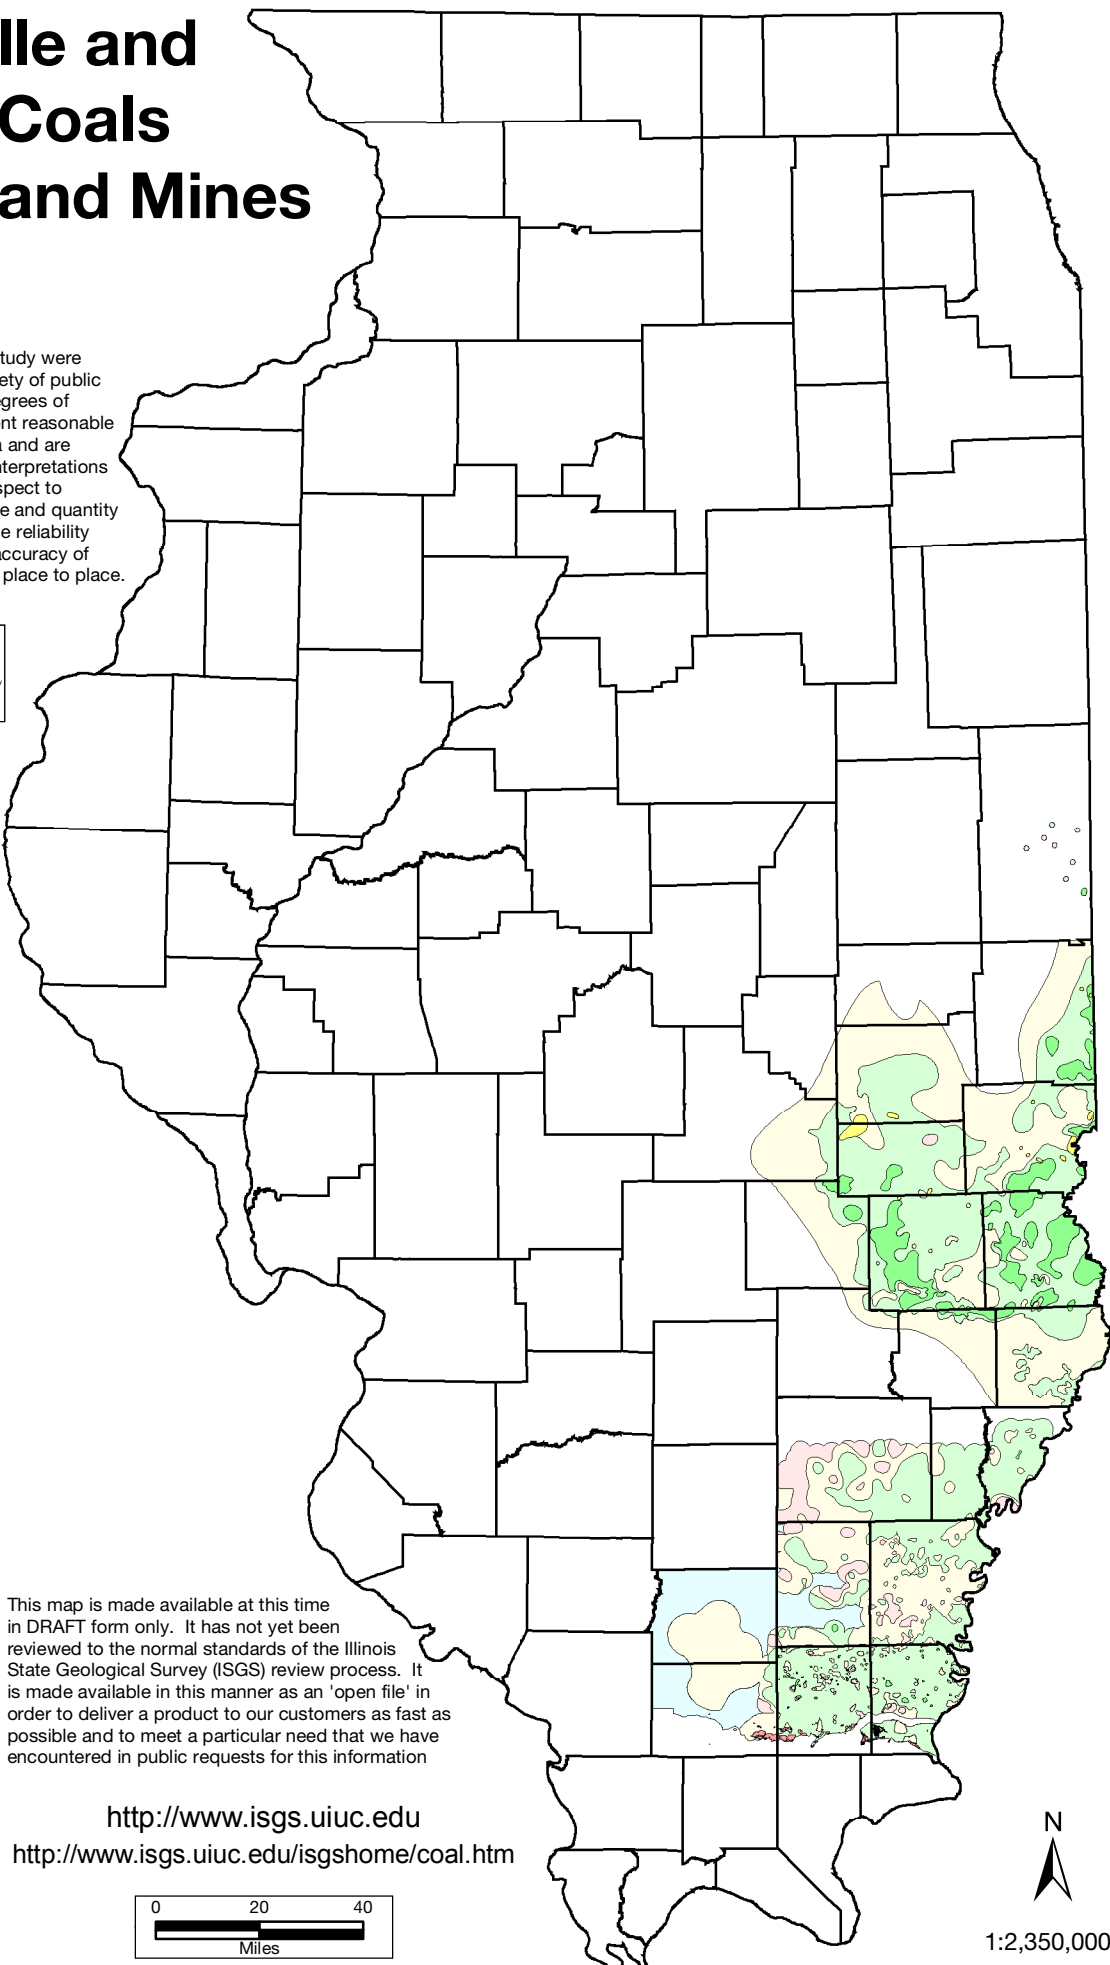 lle and
Coals
and Mines
tudy were
ety of public
egrees of
nt reasonable
a and are
nterpretations
spect to
e and quantity
e reliability
accuracy of
place to place.
This map is made available at this time
in DRAFT form only. It has not yet been
reviewed to the normal standards of the Illinois
State Geological Survey (ISGS) review process. It
is made available in this manner as an 'open file' in
order to deliver a product to our customers as fast as
possible and to meet a particular need that we have
encountered in public requests for this information
http://www.isgs.uiuc.edu
http://www.isgs.uiuc.edu/isgshome/coal.htm
0 20 40
Miles
N
1:2,350,000